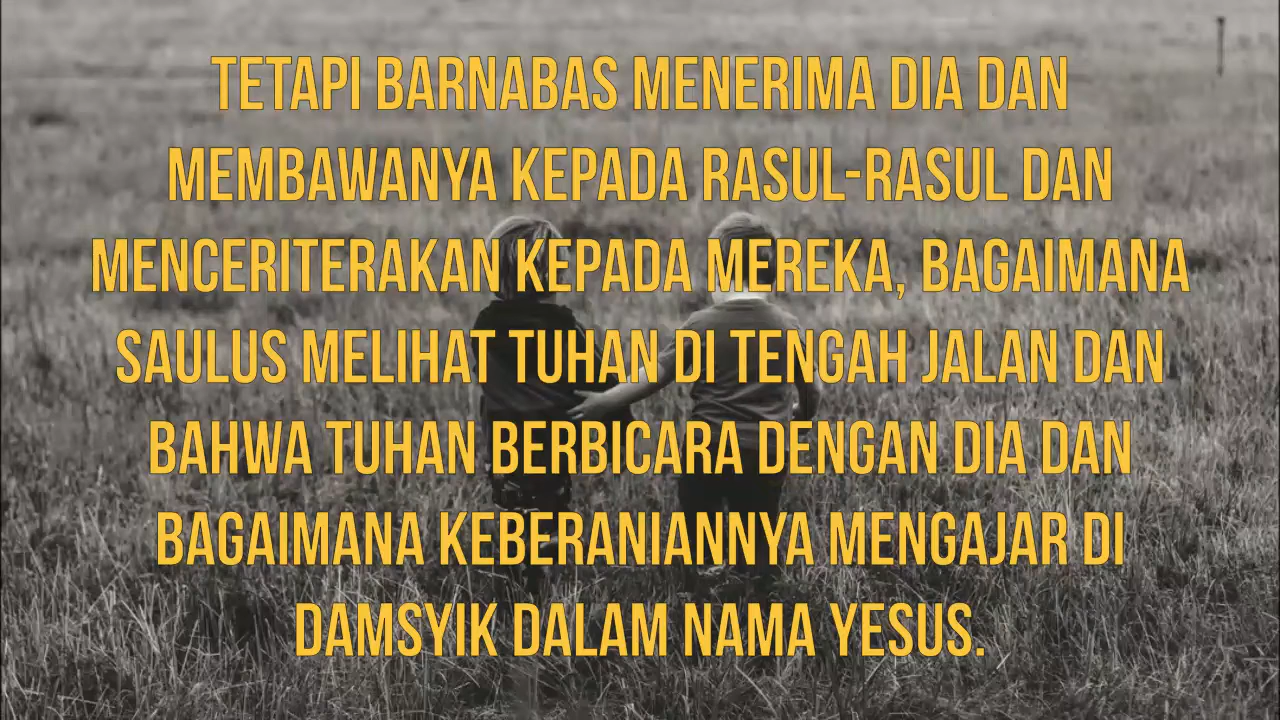 TETAPI BARNABAS MENERIMA DIA DAN
MEMBAWANYA KEPADA RASUL-RASUL DAN
MENCERITERAKAN KEPADA MEREKA, BAGAIMANA
SAULUS MELIHAT TUHAN DI TENGAH JALAN DAN
BAHWA TUHAN BERBICARA DENGAN DIA DAN
BAGAIMANA KEBERANIANNYA MENGAJAR DI
DAMSYIK DALAM NAMA YESUS.